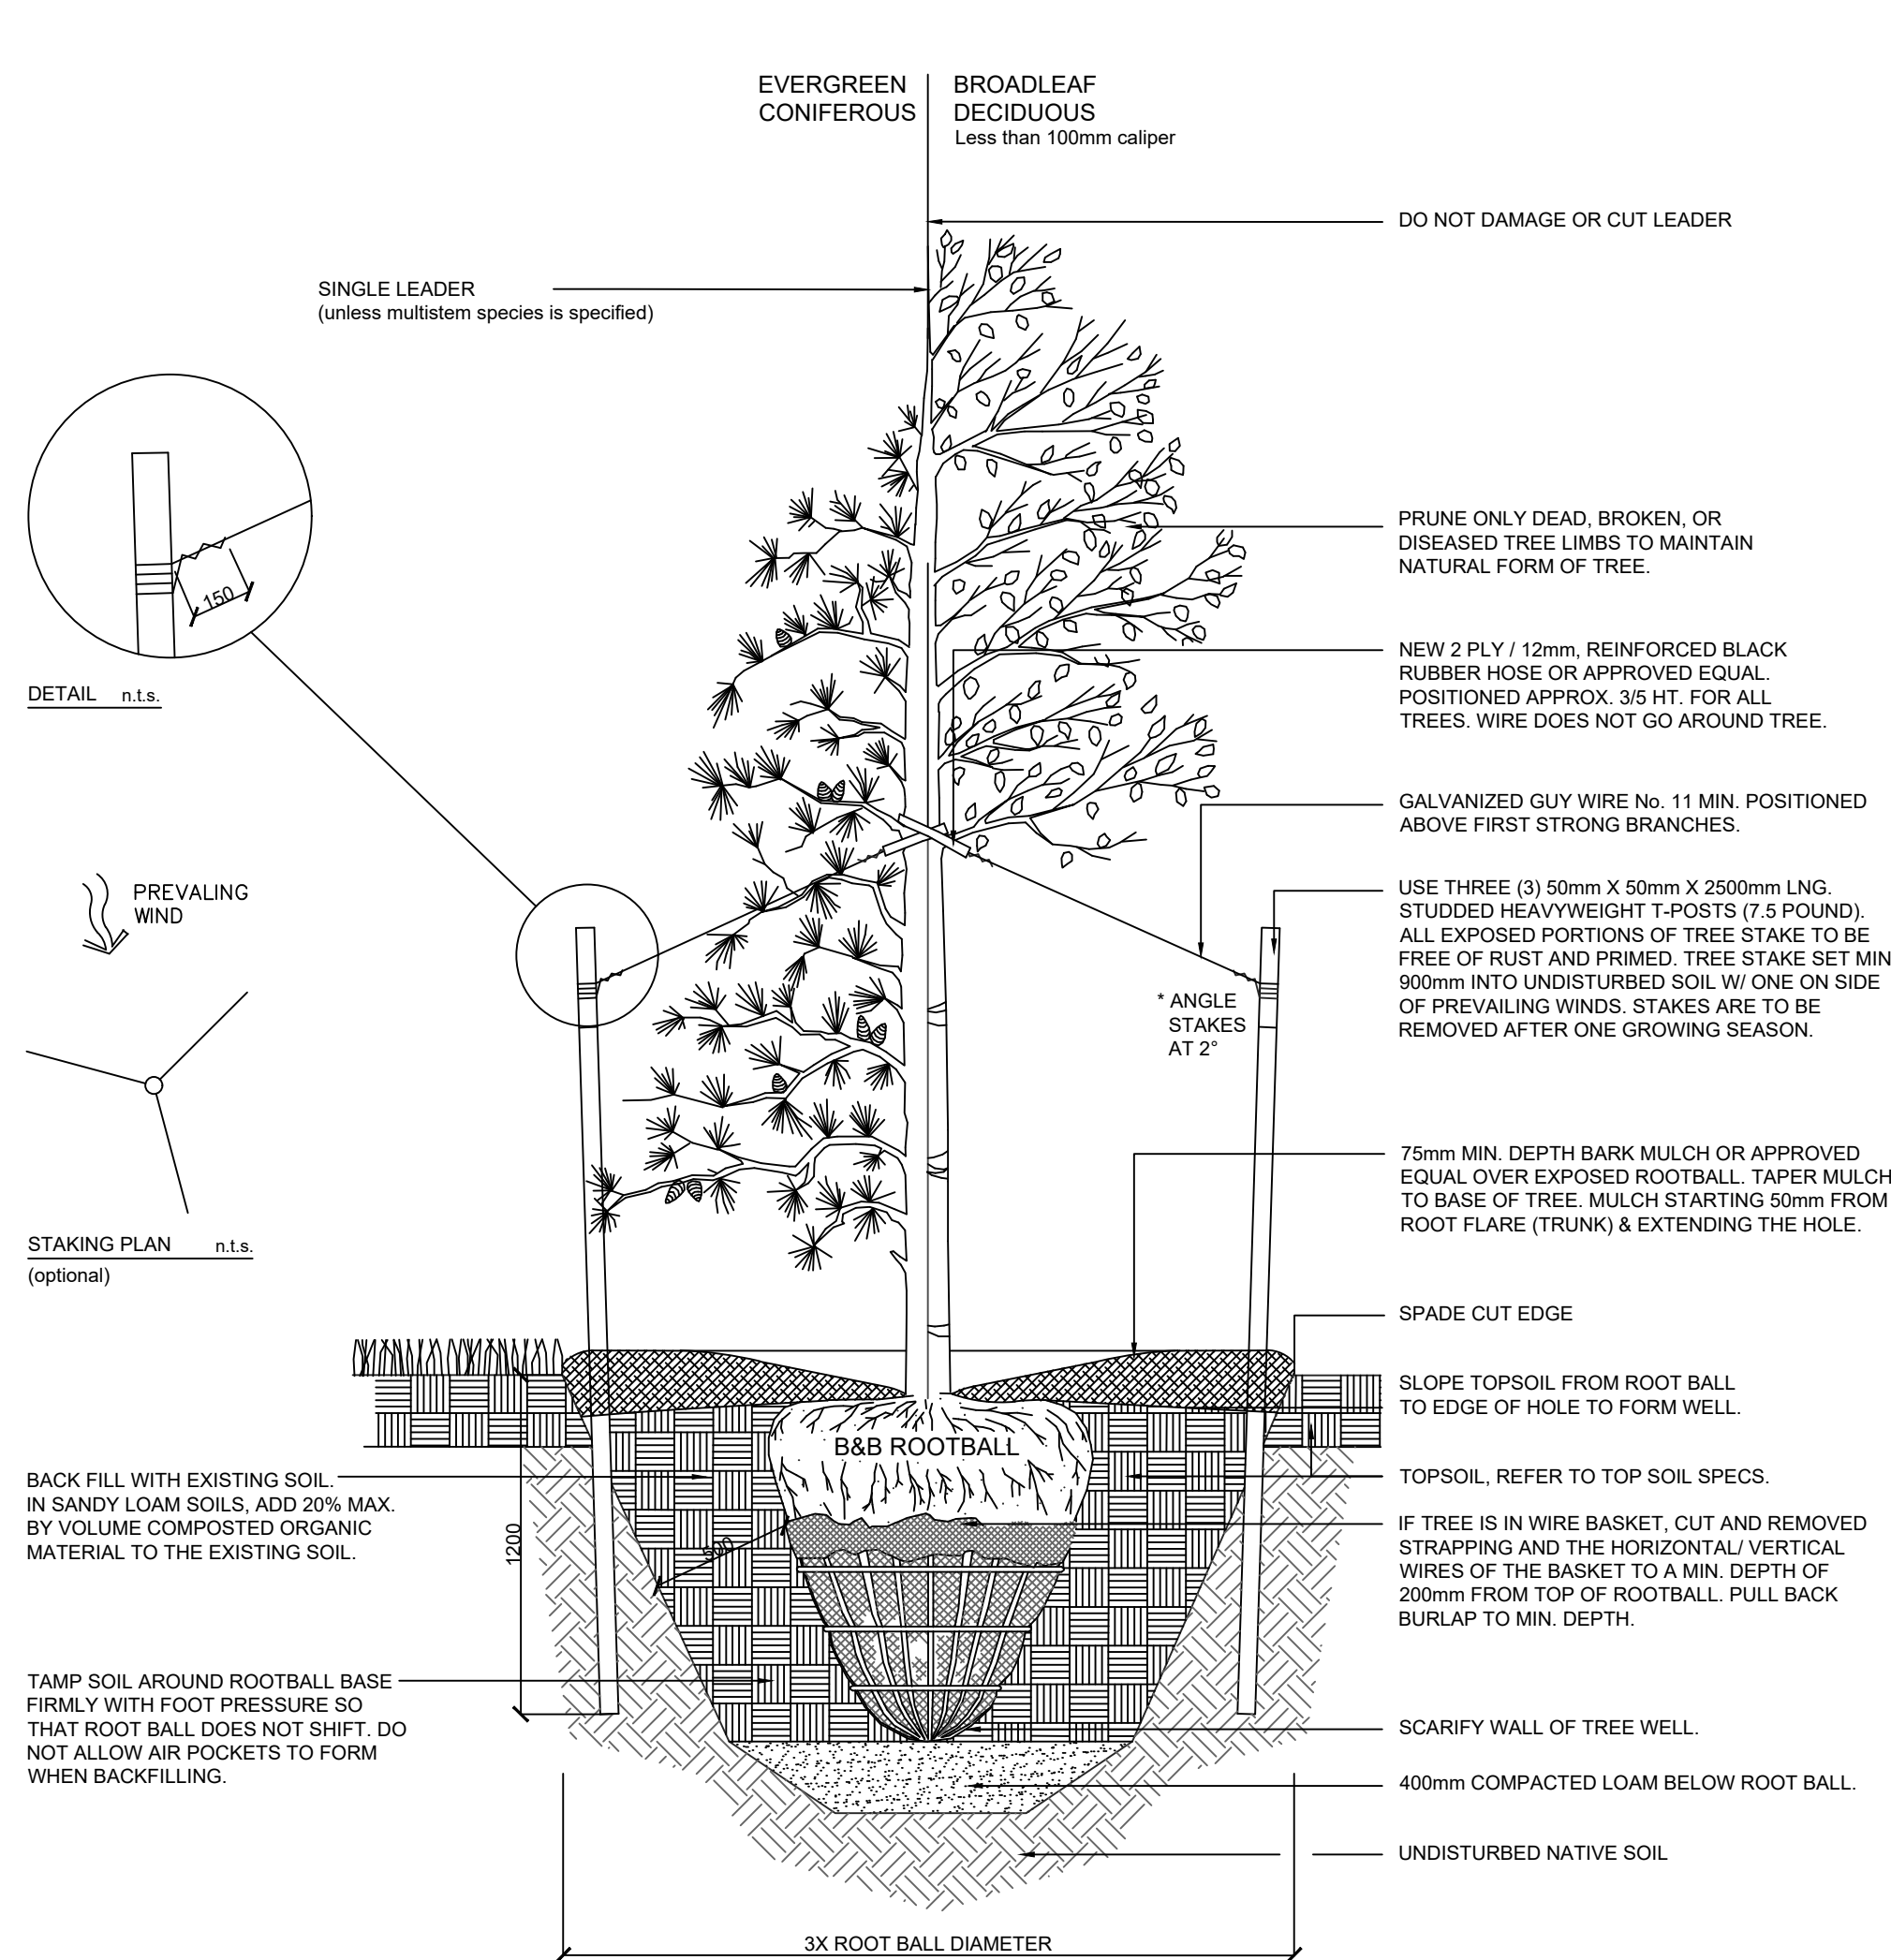 EVERGREEN
CONIFEROUS
BROADLEAF
DECIDUOUS
Less than 100mm caliper
DO NOT DAMAGE OR CUT LEADER
SINGLE LEADER
(unless multistem species is specified)
150
DETAIL n.t.s.
PREVALING
WIND
STAKING PLAN n.t.s.
(optional)
PRUNE ONLY DEAD, BROKEN, OR
DISEASED TREE LIMBS TO MAINTAIN
NATURAL FORM OF TREE.
NEW 2 PLY / 12mm, REINFORCED BLACK
RUBBER HOSE OR APPROVED EQUAL.
POSITIONED APPROX. 3/5 HT. FOR ALL
TREES. WIRE DOES NOT GO AROUND TREE.
GALVANIZED GUY WIRE No. 11 MIN. POSITIONED
ABOVE FIRST STRONG BRANCHES.
USE THREE (3) 50mm X 50mm X 2500mm LNG.
STUDDED HEAVYWEIGHT T-POSTS (7.5 POUND).
ALL EXPOSED PORTIONS OF TREE STAKE TO BE
FREE OF RUST AND PRIMED. TREE STAKE SET MIN
900mm INTO UNDISTURBED SOIL W/ ONE ON SIDE
OF PREVAILING WINDS. STAKES ARE TO BE
REMOVED AFTER ONE GROWING SEASON.
* ANGLE
STAKES
AT 2°
75mm MIN. DEPTH BARK MULCH OR APPROVED
EQUAL OVER EXPOSED ROOTBALL. TAPER MULCH
TO BASE OF TREE. MULCH STARTING 50mm FROM
ROOT FLARE (TRUNK) & EXTENDING THE HOLE.
SPADE CUT EDGE
SLOPE TOPSOIL FROM ROOT BALL
TO EDGE OF HOLE TO FORM WELL.
B&B ROOTBALL
TOPSOIL, REFER TO TOP SOIL SPECS.
BACK FILL WITH EXISTING SOIL.
IN SANDY LOAM SOILS, ADD 20% MAX.
BY VOLUME COMPOSTED ORGANIC
MATERIAL TO THE EXISTING SOIL.
1200
500
IF TREE IS IN WIRE BASKET, CUT AND REMOVED
STRAPPING AND THE HORIZONTAL/ VERTICAL
WIRES OF THE BASKET TO A MIN. DEPTH OF
200mm FROM TOP OF ROOTBALL. PULL BACK
BURLAP TO MIN. DEPTH.
TAMP SOIL AROUND ROOTBALL BASE
FIRMLY WITH FOOT PRESSURE SO
THAT ROOT BALL DOES NOT SHIFT. DO
NOT ALLOW AIR POCKETS TO FORM
WHEN BACKFILLING.
SCARIFY WALL OF TREE WELL.
400mm COMPACTED LOAM BELOW ROOT BALL.
UNDISTURBED NATIVE SOIL
3X ROOT BALL DIAMETER